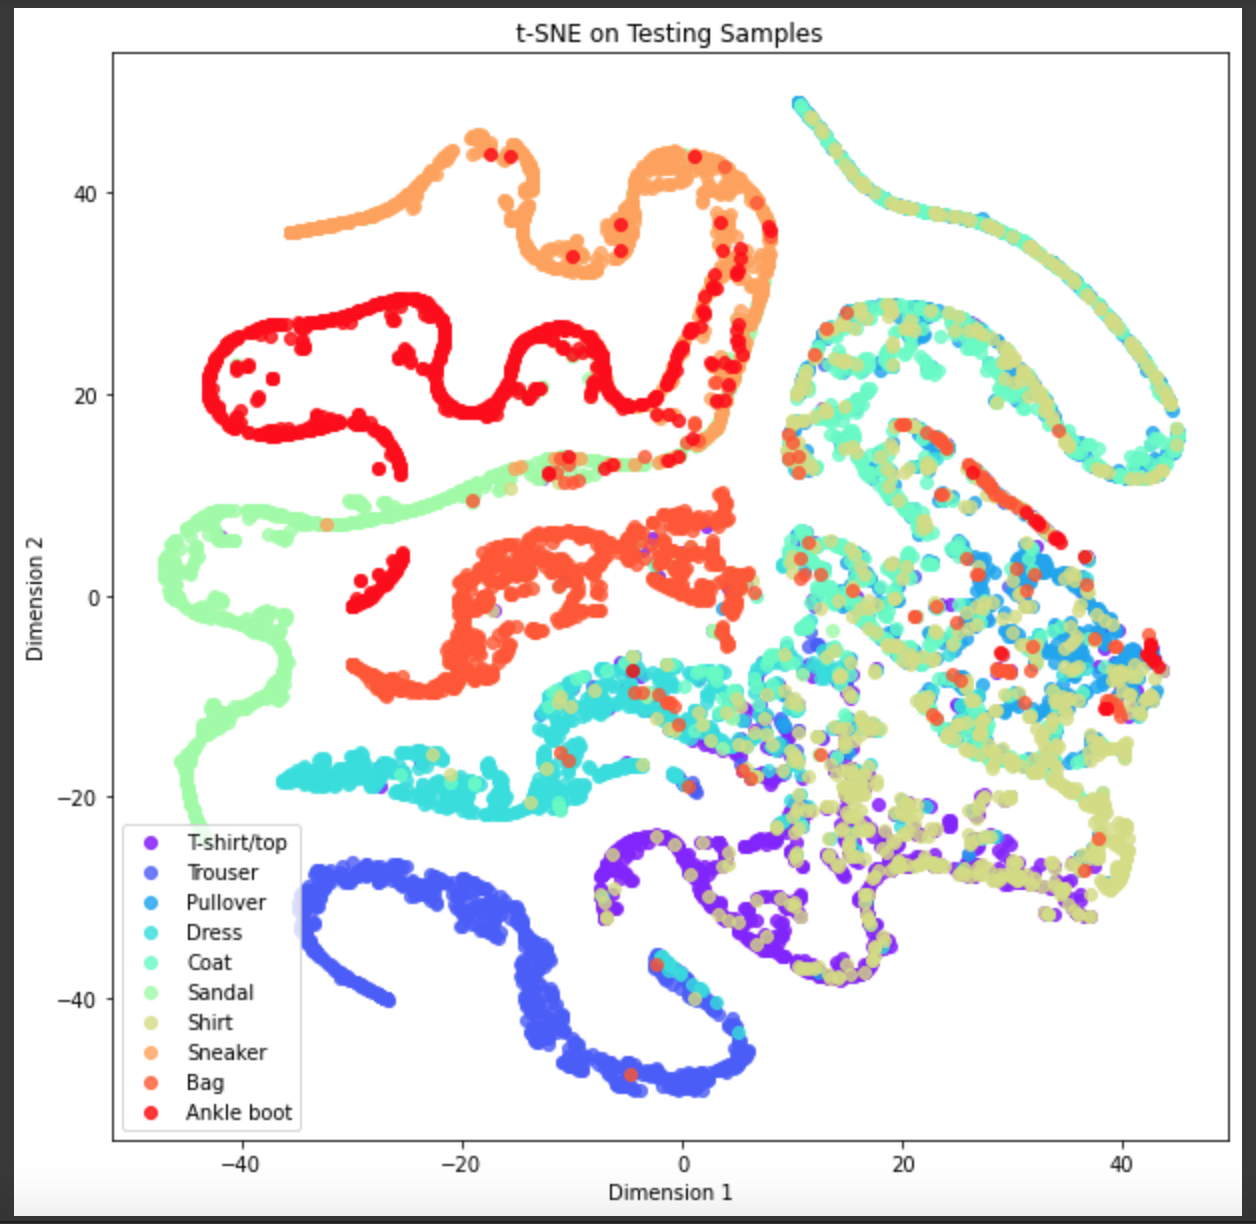 t-SNE on Testing Samples
40
20
0
−20
−40
Dimension 2
T-shirt/top
Trouser
Pullover
Dress
Coat
Sandal
Shirt
Sneaker
Bag
Ankle boot
−40 −20 0 20 40
Dimension 1